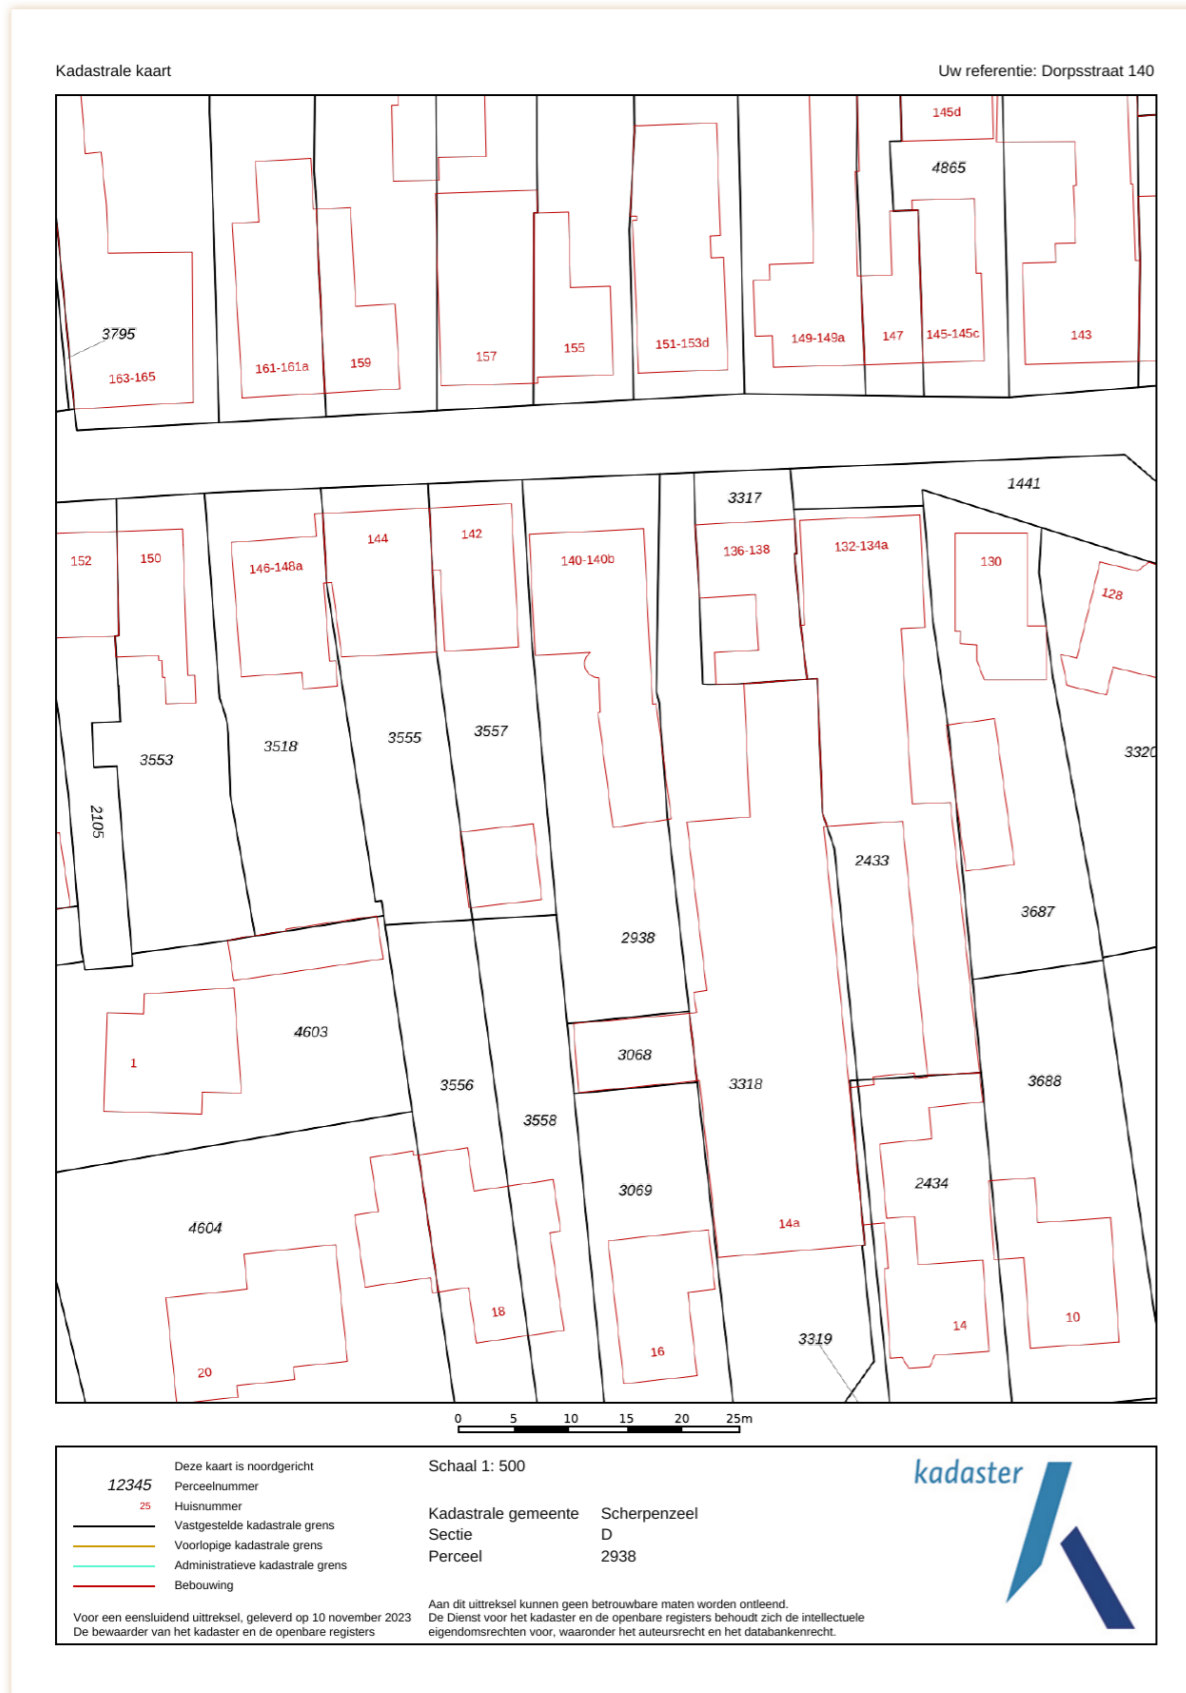 Kadastrale kaart
Uw referentie: Dorpsstraat 140
145d
4865
3795
163-165
161-161a
159
157
155
151-153d
149-149a
147
145-145c
143
1441
3317
152
150
146-148a
144
142
140-140b
136-138
132-134a
130
128
3553
3518
3555
3557
3320
2105
2433
3687
2938
4603
1
3068
3556
3318
3688
3558
3069
2434
4604
14a
18
20
16
3319
14
10
0 5 10 15 20 25m
12345
25
Deze kaart is noordgericht
Perceelnummer
Huisnummer
Vastgestelde kadastrale grens
Voorlopige kadastrale grens
Administratieve kadastrale grens
Bebouwing
Voor een eensluidend uittreksel, geleverd op 10 november 2023
De bewaarder van het kadaster en de openbare registers
Schaal 1: 500
Kadastrale gemeente Scherpenzeel
Sectie D
Perceel 2938
Aan dit uittreksel kunnen geen betrouwbare maten worden ontleend.
De Dienst voor het kadaster en de openbare registers behoudt zich de intellectuele
eigendomsrechten voor, waaronder het auteursrecht en het databankenrecht.
kadaster